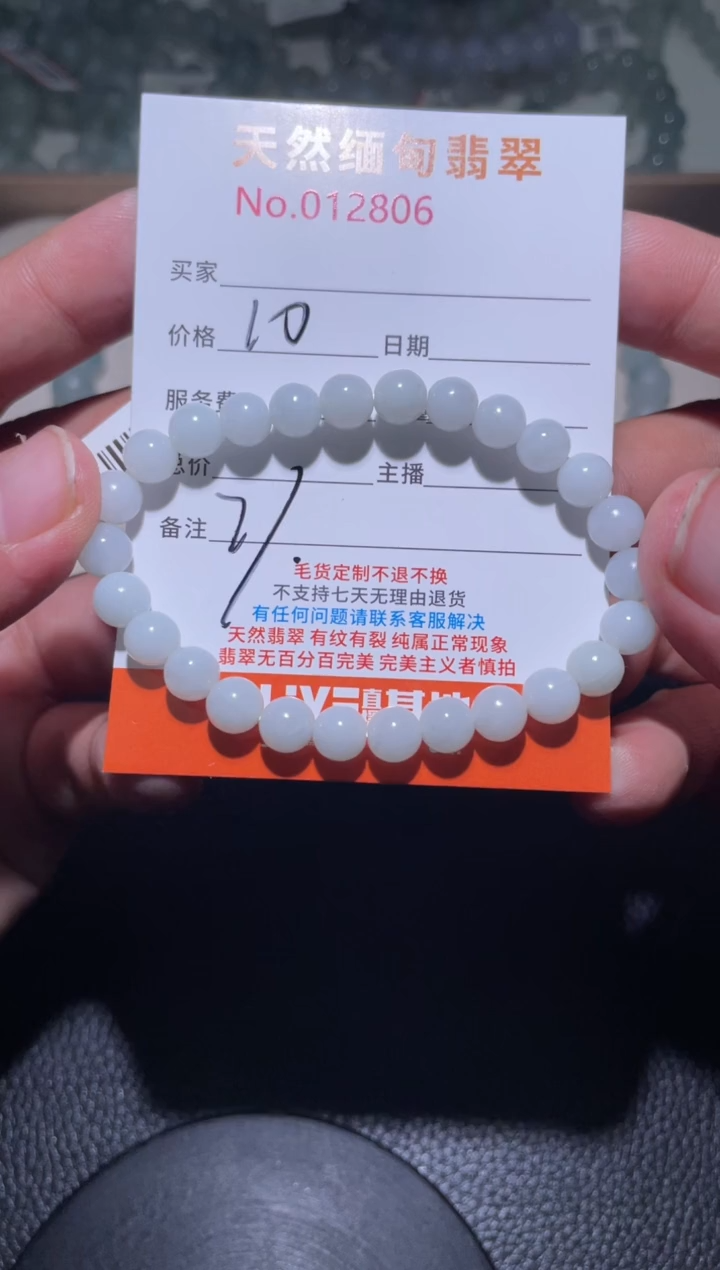 天然缅甸翡翠
No.012806
买家
价格 10 日期
服务费
总价 主播
备注
毛货定制不退不换
不支持七天无理由退货
有任何问题请联系客服解决
天然翡翠 有纹有裂 纯属正常现象
翡翠无百分百完美 完美主义者慎拍